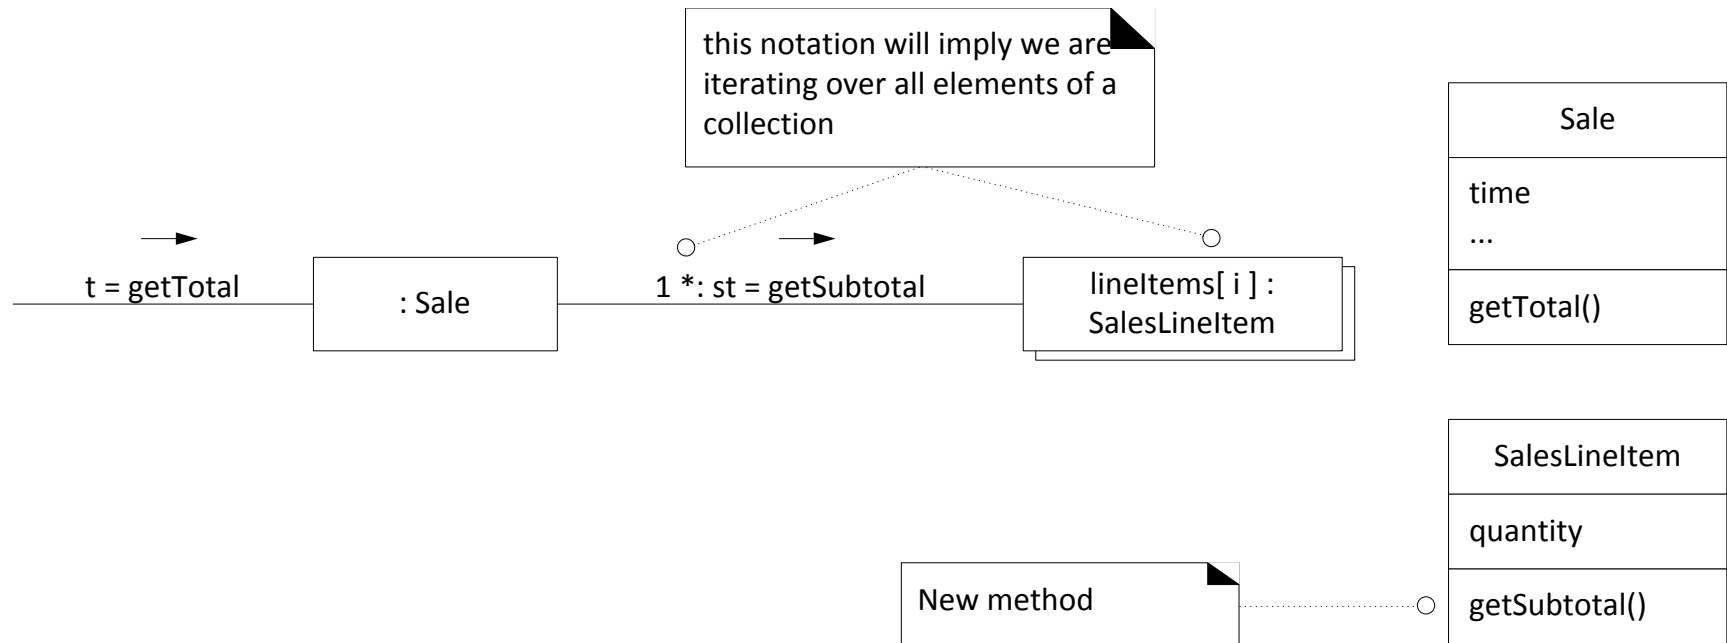 this notation will imply we are
iterating over all elements of a
collection
t = getTotal
: Sale
1 *: st = getSubtotal
lineItems[ i ] :
SalesLineItem
Sale
time
...
getTotal()
SalesLineItem
quantity
getSubtotal()
New method